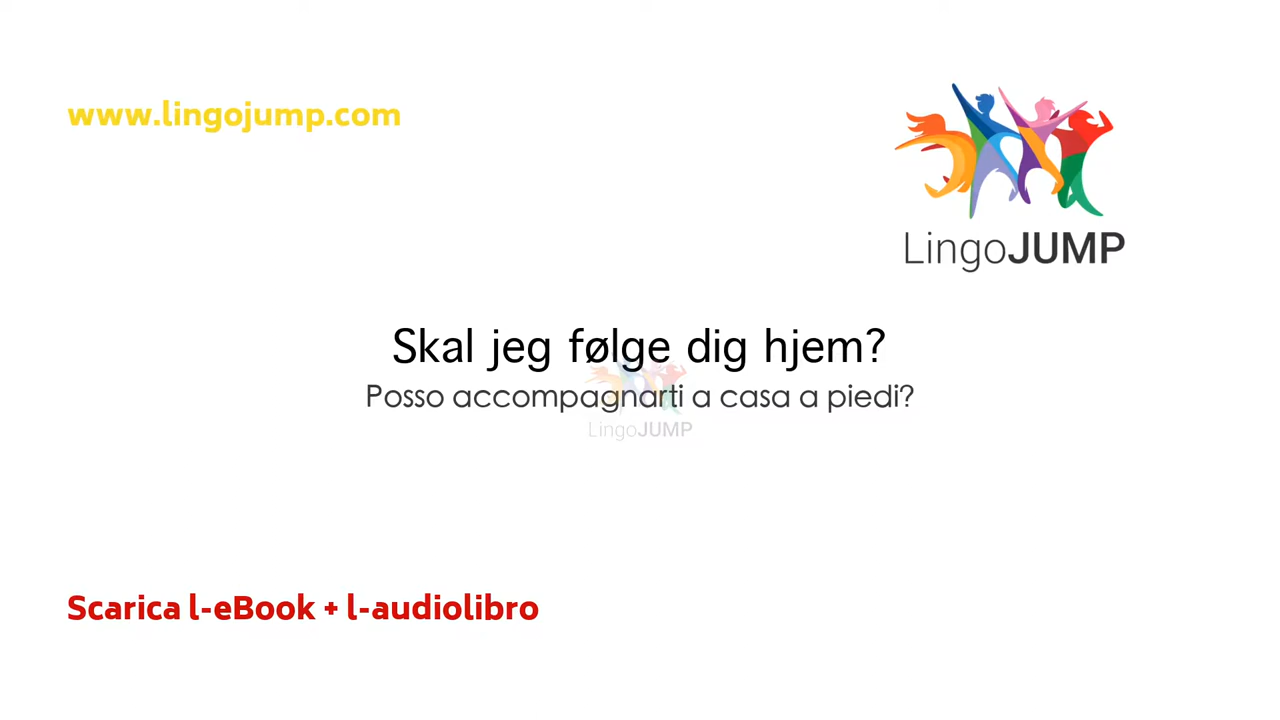 www.lingojump.com
LingoJUMP
Skal jeg følge dig hjem?
Posso accompagnarti a casa a piedi?
LingoJUMP
Scarica l-eBook + l-audiolibro